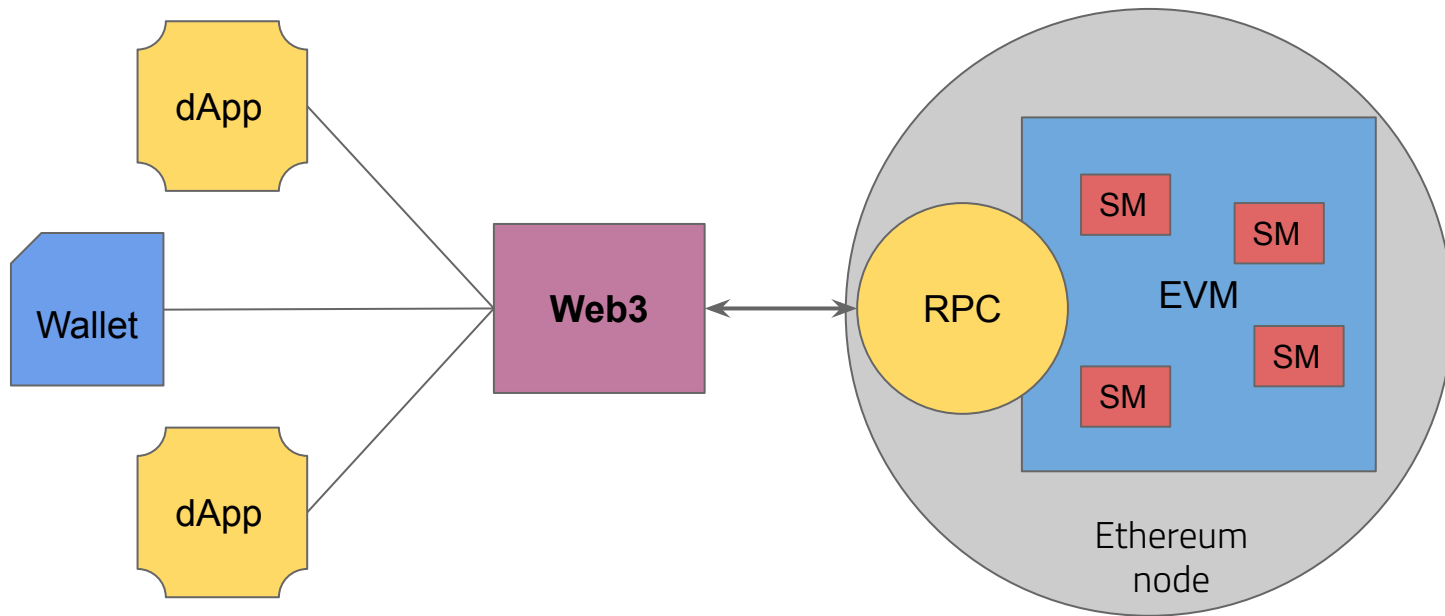 dApp
Wallet
dApp
Web3
RPC
EVM
SM
SM
SM
SM
Ethereum
node